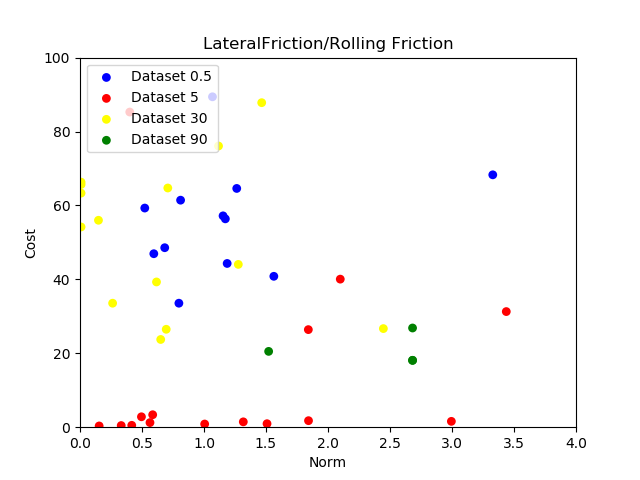 LateralFriction/Rolling Friction
100
80
60
40
20
0
Cost
Dataset 0.5
Dataset 5
Dataset 30
Dataset 90
0.0 0.5 1.0 1.5 2.0 2.5 3.0 3.5 4.0
Norm